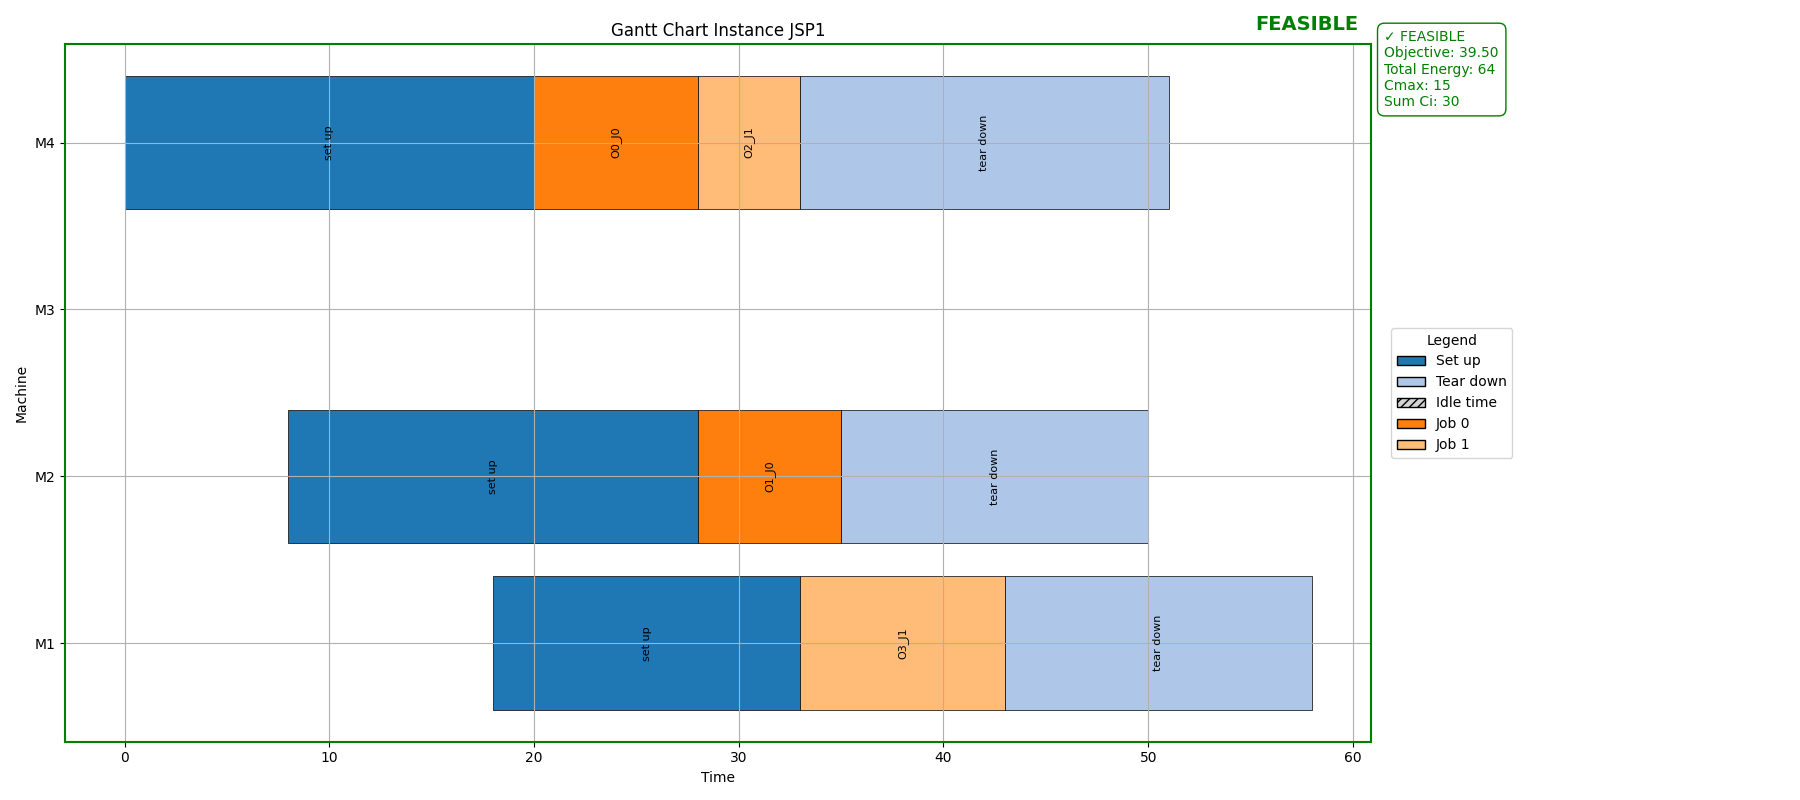 Gantt Chart Instance JSP1
FEASIBLE
✓ FEASIBLE
Objective: 39.50
Total Energy: 64
Cmax: 15
Sum Ci: 30
M4
set up
O0_J0
O2_J1
tear down
M3
M2
set up
O1_J0
tear down
M1
set up
O3_J1
tear down
Machine
0 10 20 30 40 50 60
Time
Legend
Set up
Tear down
Idle time
Job 0
Job 1